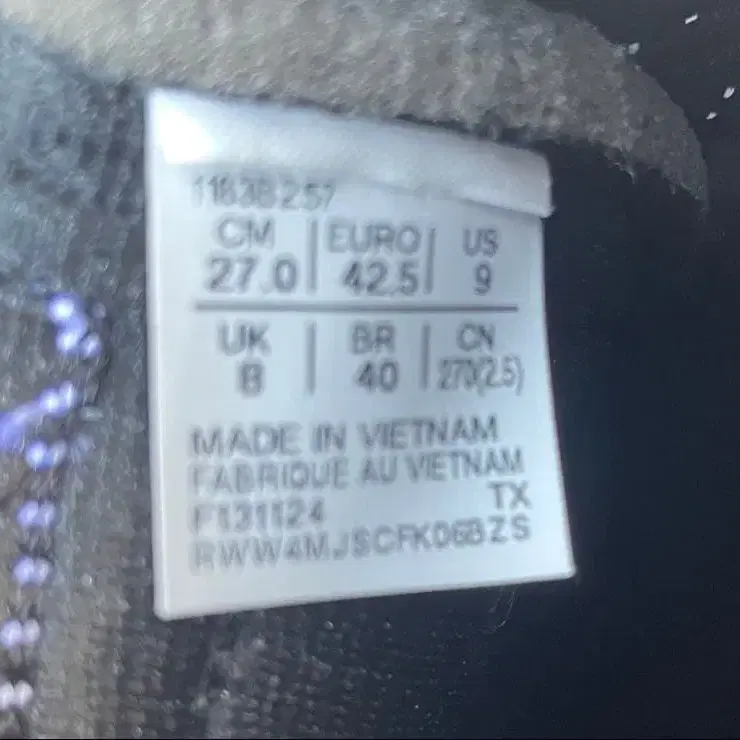 1183B257
CM | EURO | US
27.0 | 42.5 | 9
UK | BR | CN
8 | 40 | 270(2.5)
MADE IN VIETNAM
FABRIQUE AU VIETNAM
F131124 TX